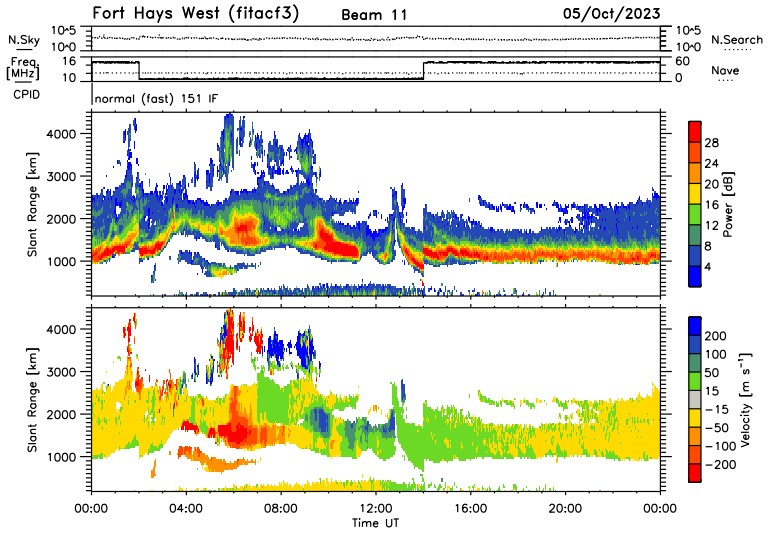 Fort Hays West (fitacf3) Beam 11 05/Oct/2023
N.Sky 10^5 10^0 10^5 10^0 N.Search
Freq. [MHz] 16 10 60 0 Nave
CPID normal (fast) 151 IF
Slant Range [km] 4000 3000 2000 1000
Power [dB] 28 24 20 16 12 8 4
Slant Range [km] 4000 3000 2000 1000
Velocity [m s^-1] 200 100 50 15 -15 -50 -100 -200
00:00 04:00 08:00 12:00 16:00 20:00 00:00
Time UT